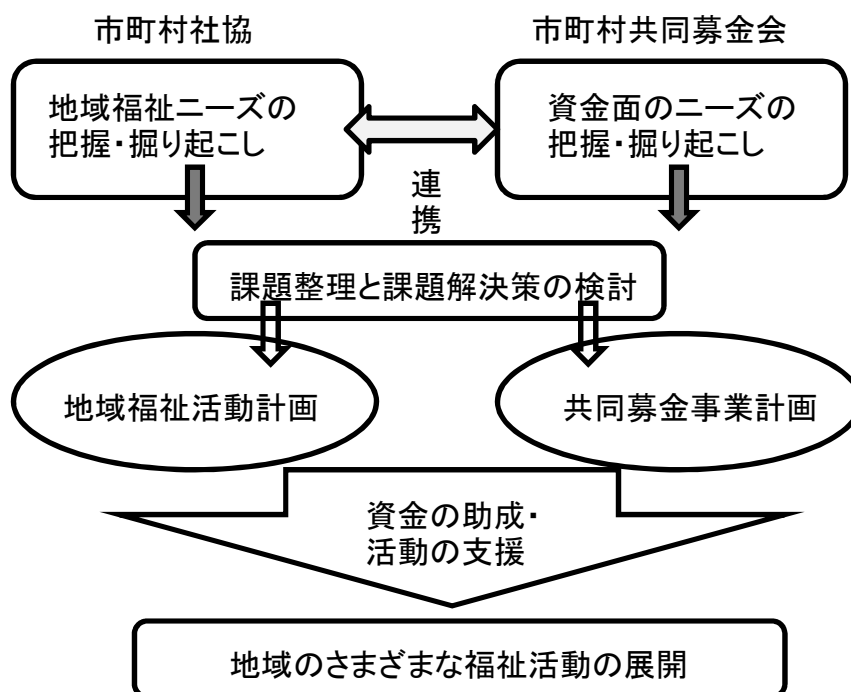 市町村社協
市町村共同募金会
地域福祉ニーズの
把握・掘り起こし
資金面のニーズの
把握・掘り起こし
連
携
課題整理と課題解決策の検討
地域福祉活動計画
共同募金事業計画
資金の助成・
活動の支援
地域のさまざまな福祉活動の展開